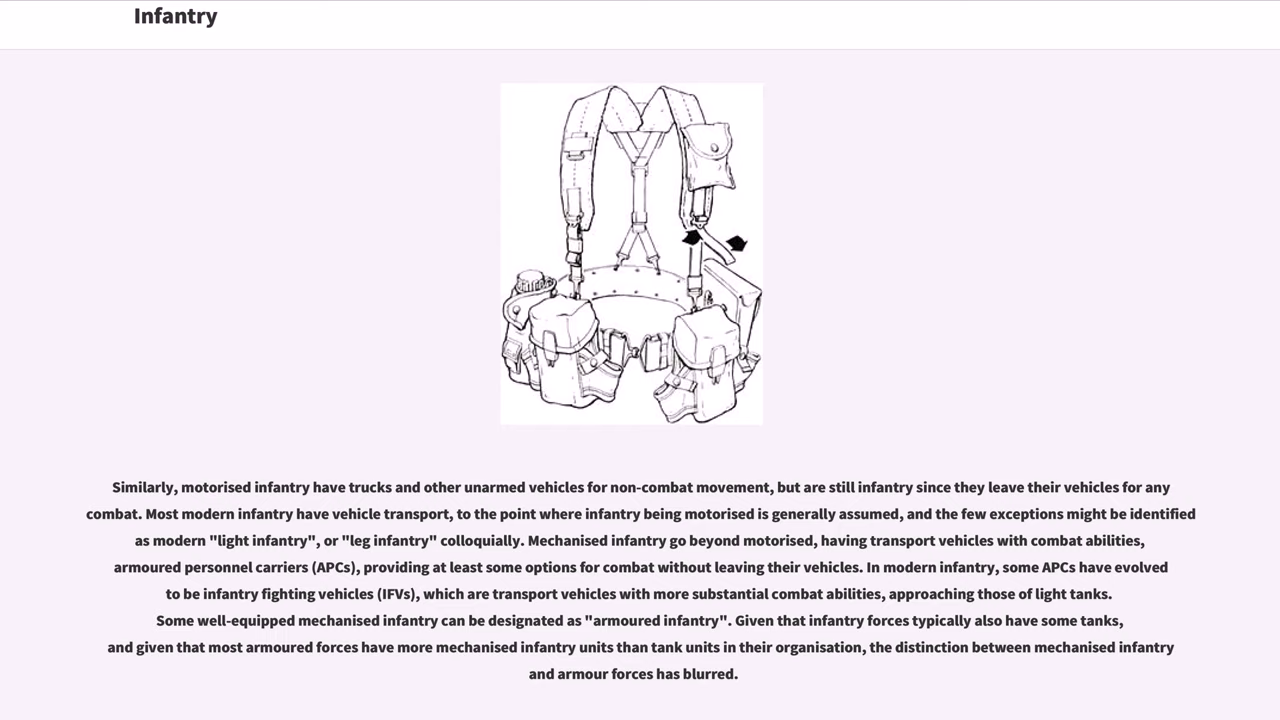 Infantry
Similarly, motorised infantry have trucks and other unarmed vehicles for non-combat movement, but are still infantry since they leave their vehicles for any
combat. Most modern infantry have vehicle transport, to the point where infantry being motorised is generally assumed, and the few exceptions might be identified
as modern "light infantry", or "leg infantry" colloquially. Mechanised infantry go beyond motorised, having transport vehicles with combat abilities,
armoured personnel carriers (APCs), providing at least some options for combat without leaving their vehicles. In modern infantry, some APCs have evolved
to be infantry fighting vehicles (IFVs), which are transport vehicles with more substantial combat abilities, approaching those of light tanks.
Some well-equipped mechanised infantry can be designated as "armoured infantry". Given that infantry forces typically also have some tanks,
and given that most armoured forces have more mechanised infantry units than tank units in their organisation, the distinction between mechanised infantry
and armour forces has blurred.